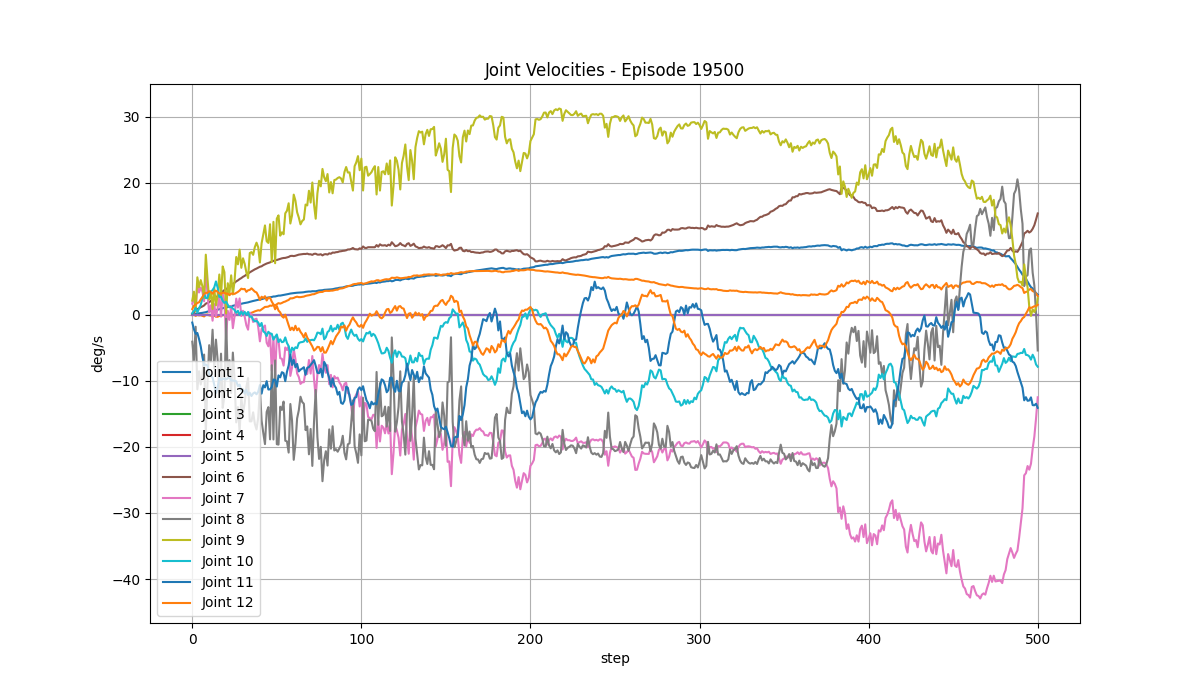 Joint Velocities - Episode 19500
30
20
10
0
−10
−20
−30
−40
deg/s
Joint 1
Joint 2
Joint 3
Joint 4
Joint 5
Joint 6
Joint 7
Joint 8
Joint 9
Joint 10
Joint 11
Joint 12
0 100 200 300 400 500
step